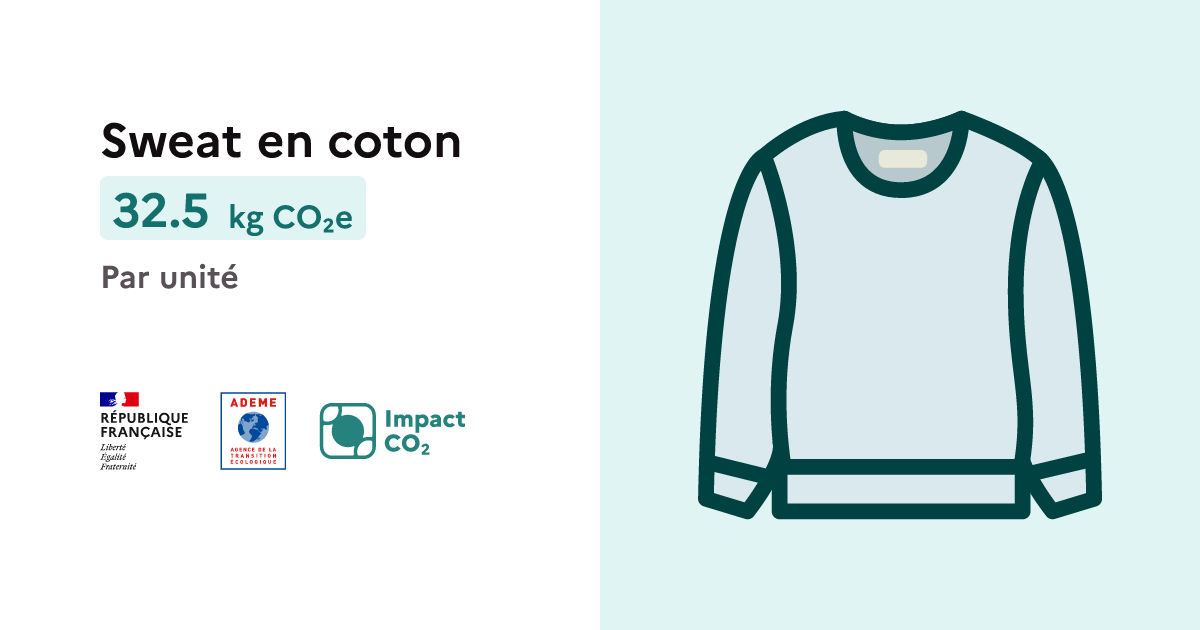 Sweat en coton
32.5 kg CO₂e
Par unité
RÉPUBLIQUE
FRANÇAISE
Liberté
Égalité
Fraternité
ADEME
AGENCE DE LA
TRANSITION
ÉCOLOGIQUE
Impact
CO₂